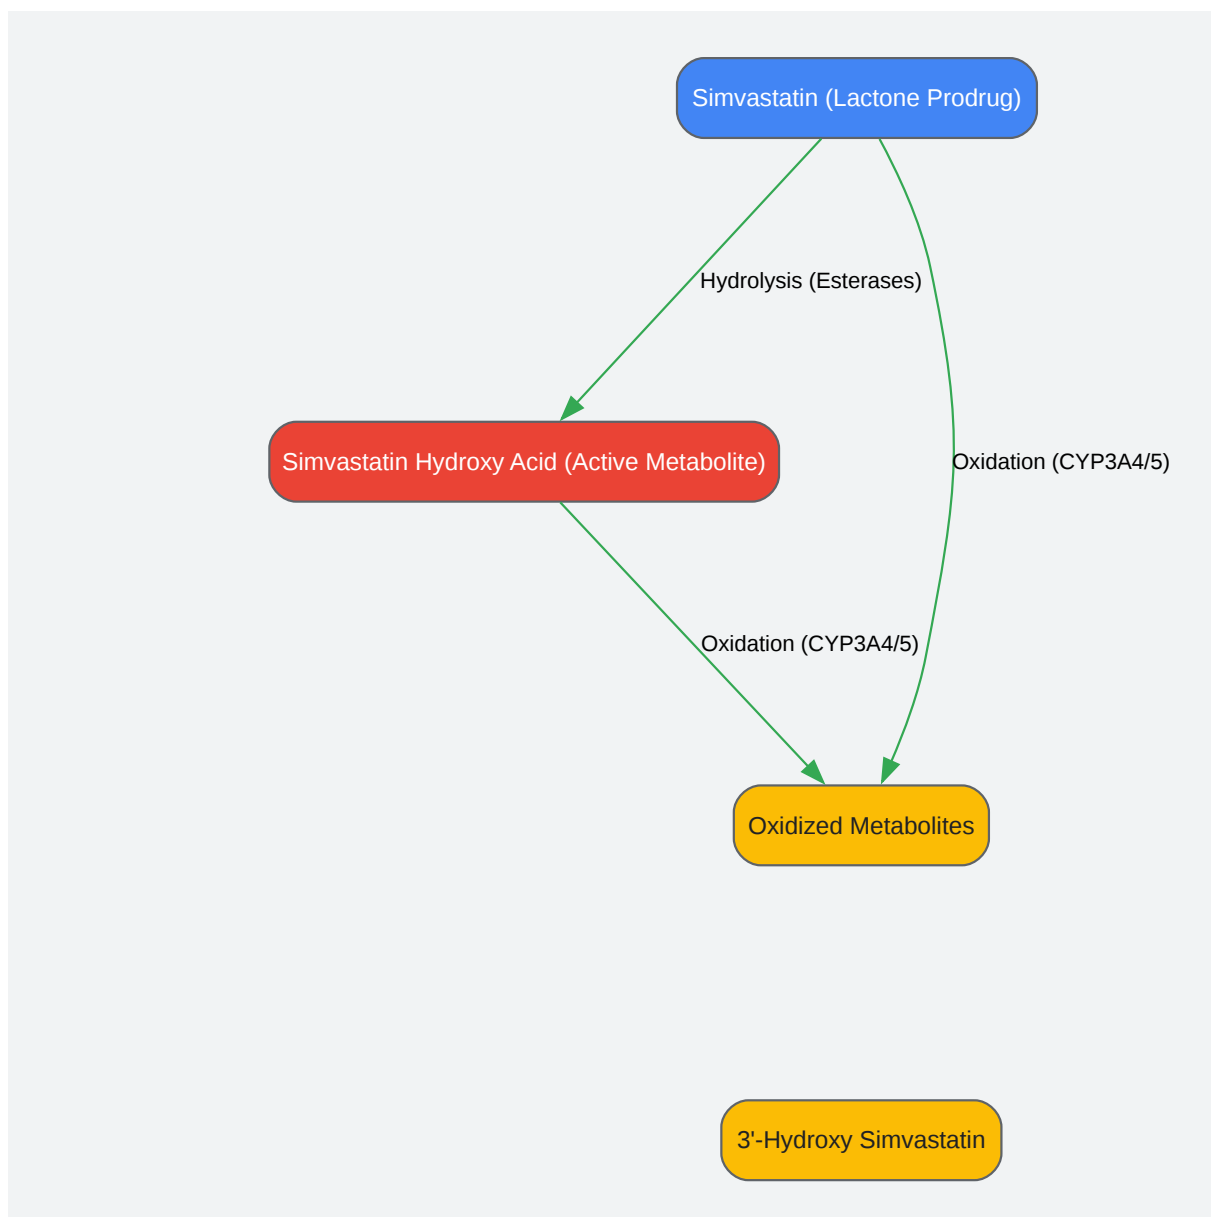 Simvastatin (Lactone Prodrug)
Hydrolysis (Esterases)
Simvastatin Hydroxy Acid (Active Metabolite)
Oxidation (CYP3A4/5)
Oxidation (CYP3A4/5)
Oxidized Metabolites
3'-Hydroxy Simvastatin